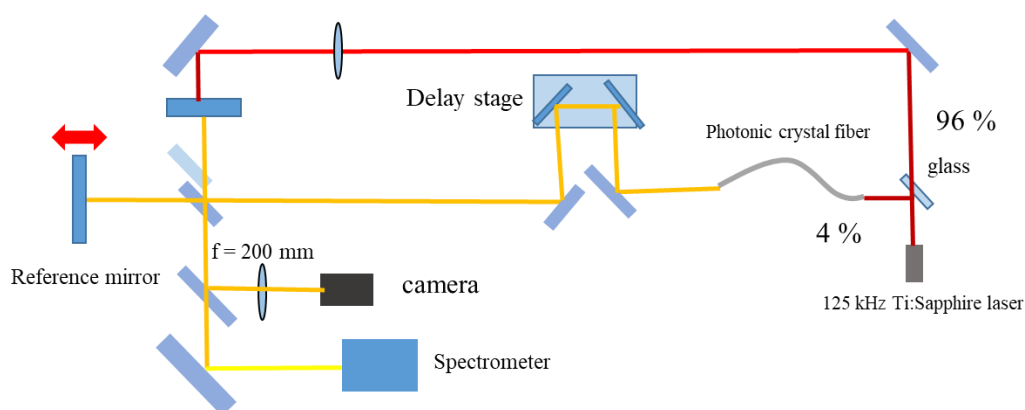 Delay stage
Photonic crystal fiber
96 %
glass
4 %
f = 200 mm
Reference mirror
camera
125 kHz Ti:Sapphire laser
Spectrometer